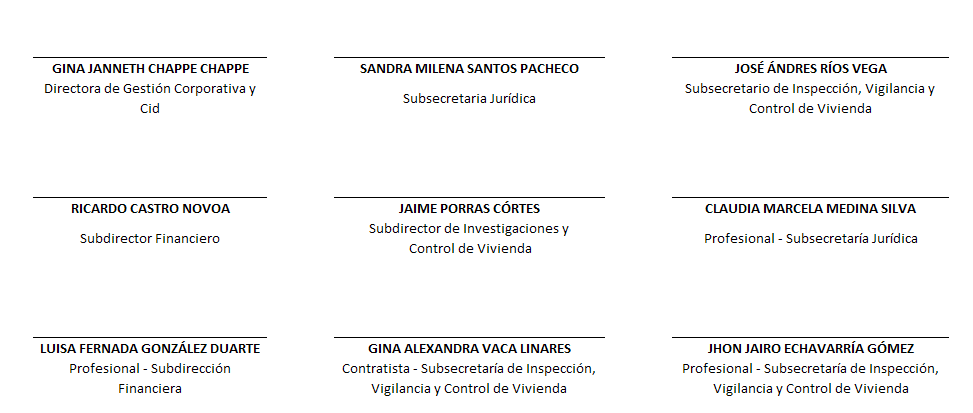 GINA JANNETH CHAPPE CHAPPE
Directora de Gestión Corporativa y
Cid
SANDRA MILENA SANTOS PACHECO
Subsecretaria Jurídica
JOSÉ ÁNDRES RÍOS VEGA
Subsecretario de Inspección, Vigilancia y
Control de Vivienda
RICARDO CASTRO NOVOA
Subdirector Financiero
JAIME PORRAS CÓRTES
Subdirector de Investigaciones y
Control de Vivienda
CLAUDIA MARCELA MEDINA SILVA
Profesional - Subsecretaría Jurídica
LUISA FERNADA GONZÁLEZ DUARTE
Profesional - Subdirección
Financiera
GINA ALEXANDRA VACA LINARES
Contratista - Subsecretaría de Inspección,
Vigilancia y Control de Vivienda
JHON JAIRO ECHAVARRÍA GÓMEZ
Profesional - Subsecretaría de Inspección,
Vigilancia y Control de Vivienda